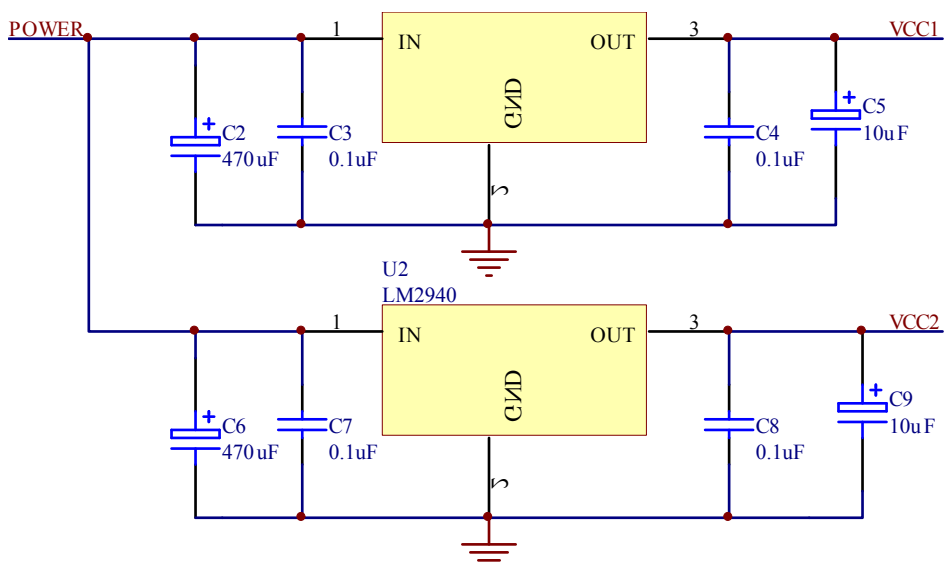 POWER
1
IN
OUT
3
VCC1
GND
2
C2
470uF
C3
0.1uF
C4
0.1uF
C5
10uF
U2
LM2940
1
IN
OUT
3
VCC2
GND
2
C6
470uF
C7
0.1uF
C8
0.1uF
C9
10uF